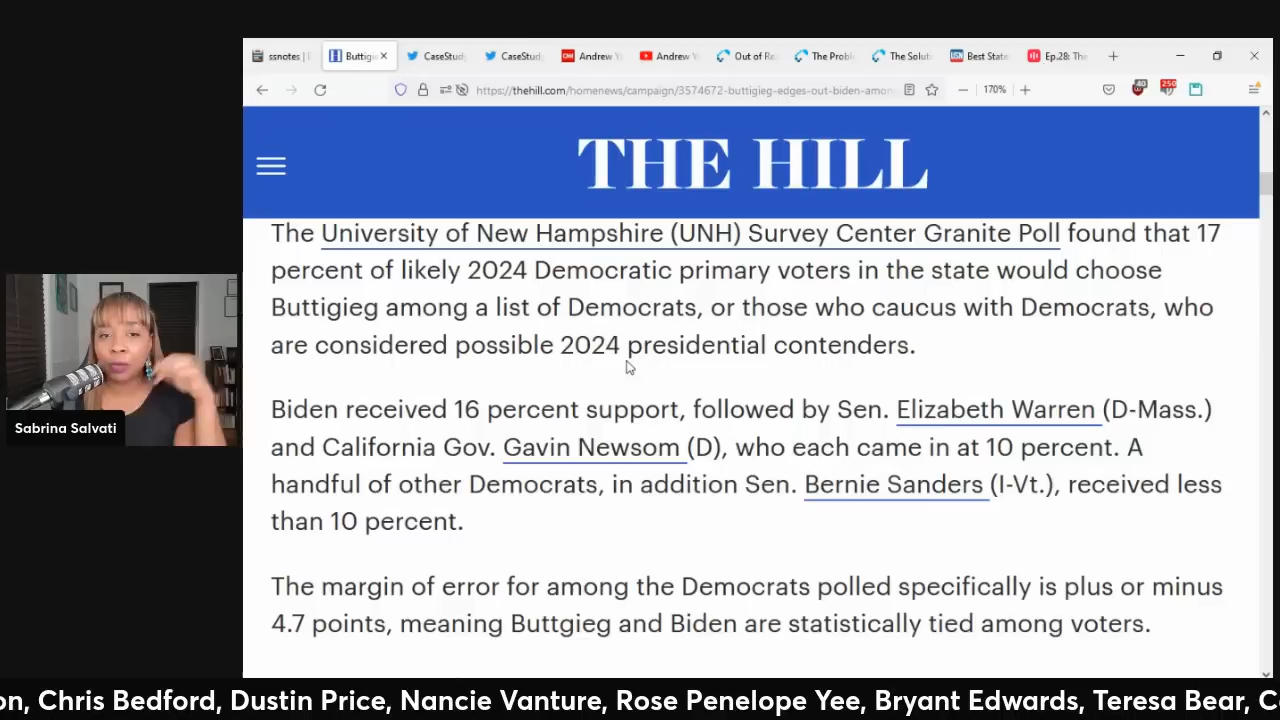 ssnotes |
Buttigie
CaseStud
CaseStud
Andrew Y
Andrew Y
Out of Re
The Probl
The Solut
Best State
Ep.28: The
https://thehill.com/homenews/campaign/3574672-buttigieg-edges-out-biden-amon
170%
40
250
THE HILL
The University of New Hampshire (UNH) Survey Center Granite Poll found that 17
percent of likely 2024 Democratic primary voters in the state would choose
Buttigieg among a list of Democrats, or those who caucus with Democrats, who
are considered possible 2024 presidential contenders.
Biden received 16 percent support, followed by Sen. Elizabeth Warren (D-Mass.)
and California Gov. Gavin Newsom (D), who each came in at 10 percent. A
handful of other Democrats, in addition Sen. Bernie Sanders (I-Vt.), received less
than 10 percent.
The margin of error for among the Democrats polled specifically is plus or minus
4.7 points, meaning Buttgieg and Biden are statistically tied among voters.
Sabrina Salvati
on, Chris Bedford, Dustin Price, Nancie Vanture, Rose Penelope Yee, Bryant Edwards, Teresa Bear, C